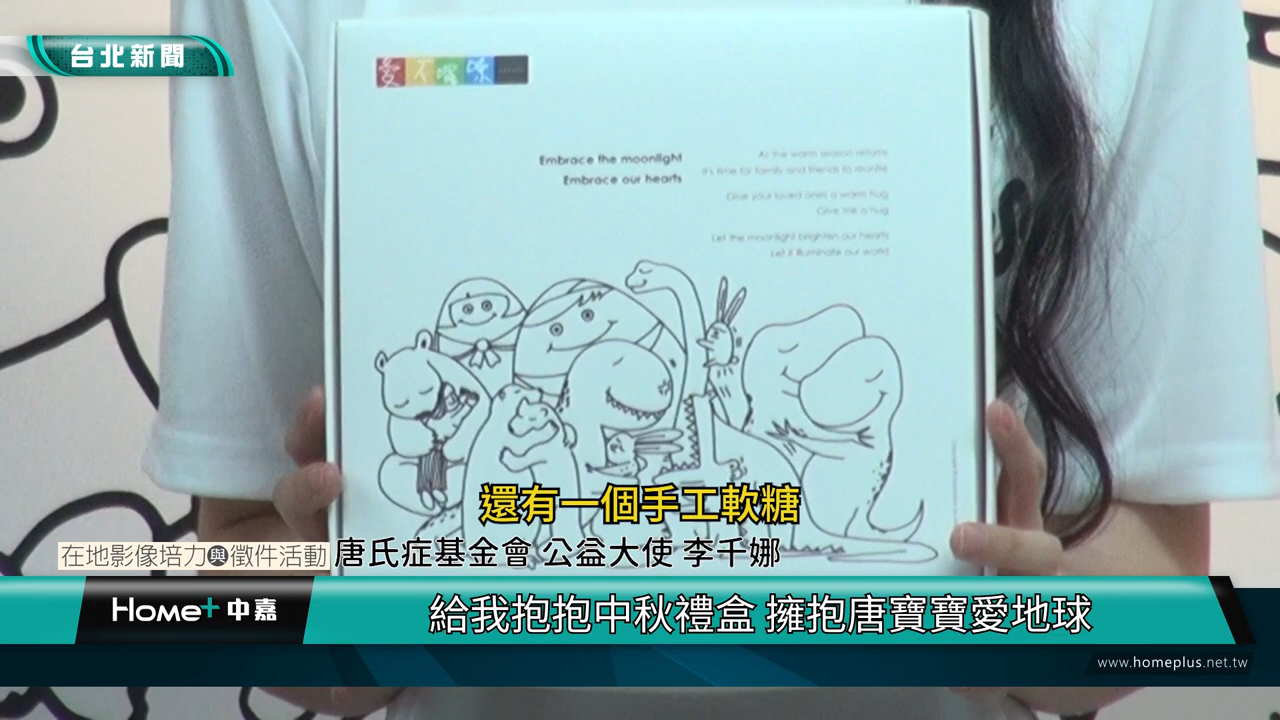 台北新聞
愛不囉嗦
Embrace the moonlight
Embrace our hearts
As the warm season returns
It's time for family and friends to reunite
Give your loved ones a warm hug
Give me a hug
Let the moonlight brighten our hearts
Let it illuminate our world
還有一個手工軟糖
在地影像培力與徵件活動
唐氏症基金會 公益大使 李千娜
Home+中嘉
給我抱抱中秋禮盒 擁抱唐寶寶愛地球
www.homeplus.net.tw